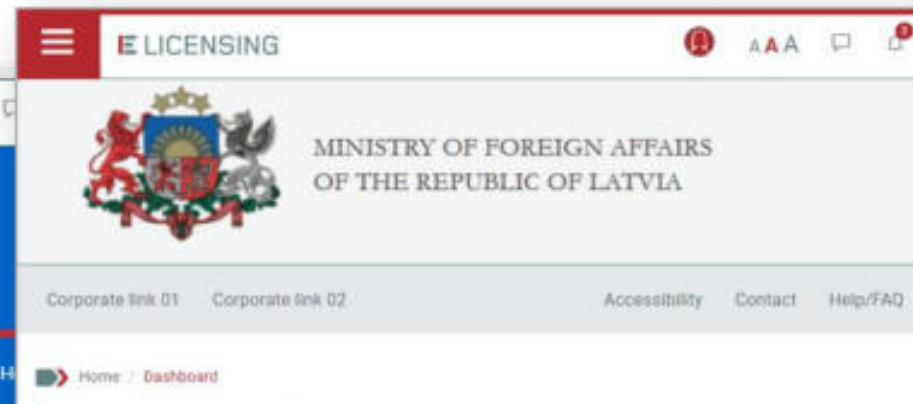 E LICENSING
A A A
MINISTRY OF FOREIGN AFFAIRS
OF THE REPUBLIC OF LATVIA
Corporate link 01 Corporate link 02 Accessibility Contact Help/FAQ
Home / Dashboard